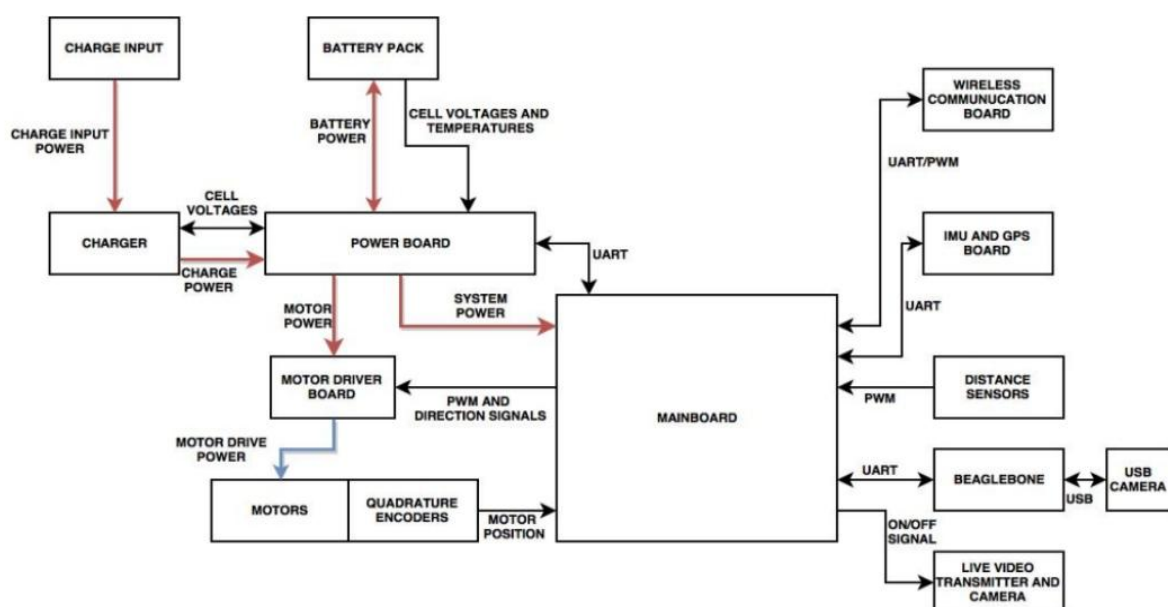 CHARGE INPUT
BATTERY PACK
WIRELESS
COMMUNUCATION
BOARD
CHARGE INPUT
POWER
BATTERY
POWER
CELL VOLTAGES AND
TEMPERATURES
UART/PWM
CELL
VOLTAGES
CHARGER
POWER BOARD
IMU AND GPS
BOARD
CHARGE
POWER
UART
MOTOR
POWER
SYSTEM
POWER
UART
MOTOR DRIVER
BOARD
PWM AND
DIRECTION SIGNALS
MAINBOARD
PWM
DISTANCE
SENSORS
MOTOR DRIVE
POWER
MOTORS
QUADRATURE
ENCODERS
MOTOR
POSITION
UART
BEAGLEBONE
USB
USB
CAMERA
ON/OFF
SIGNAL
LIVE VIDEO
TRANSMITTER AND
CAMERA